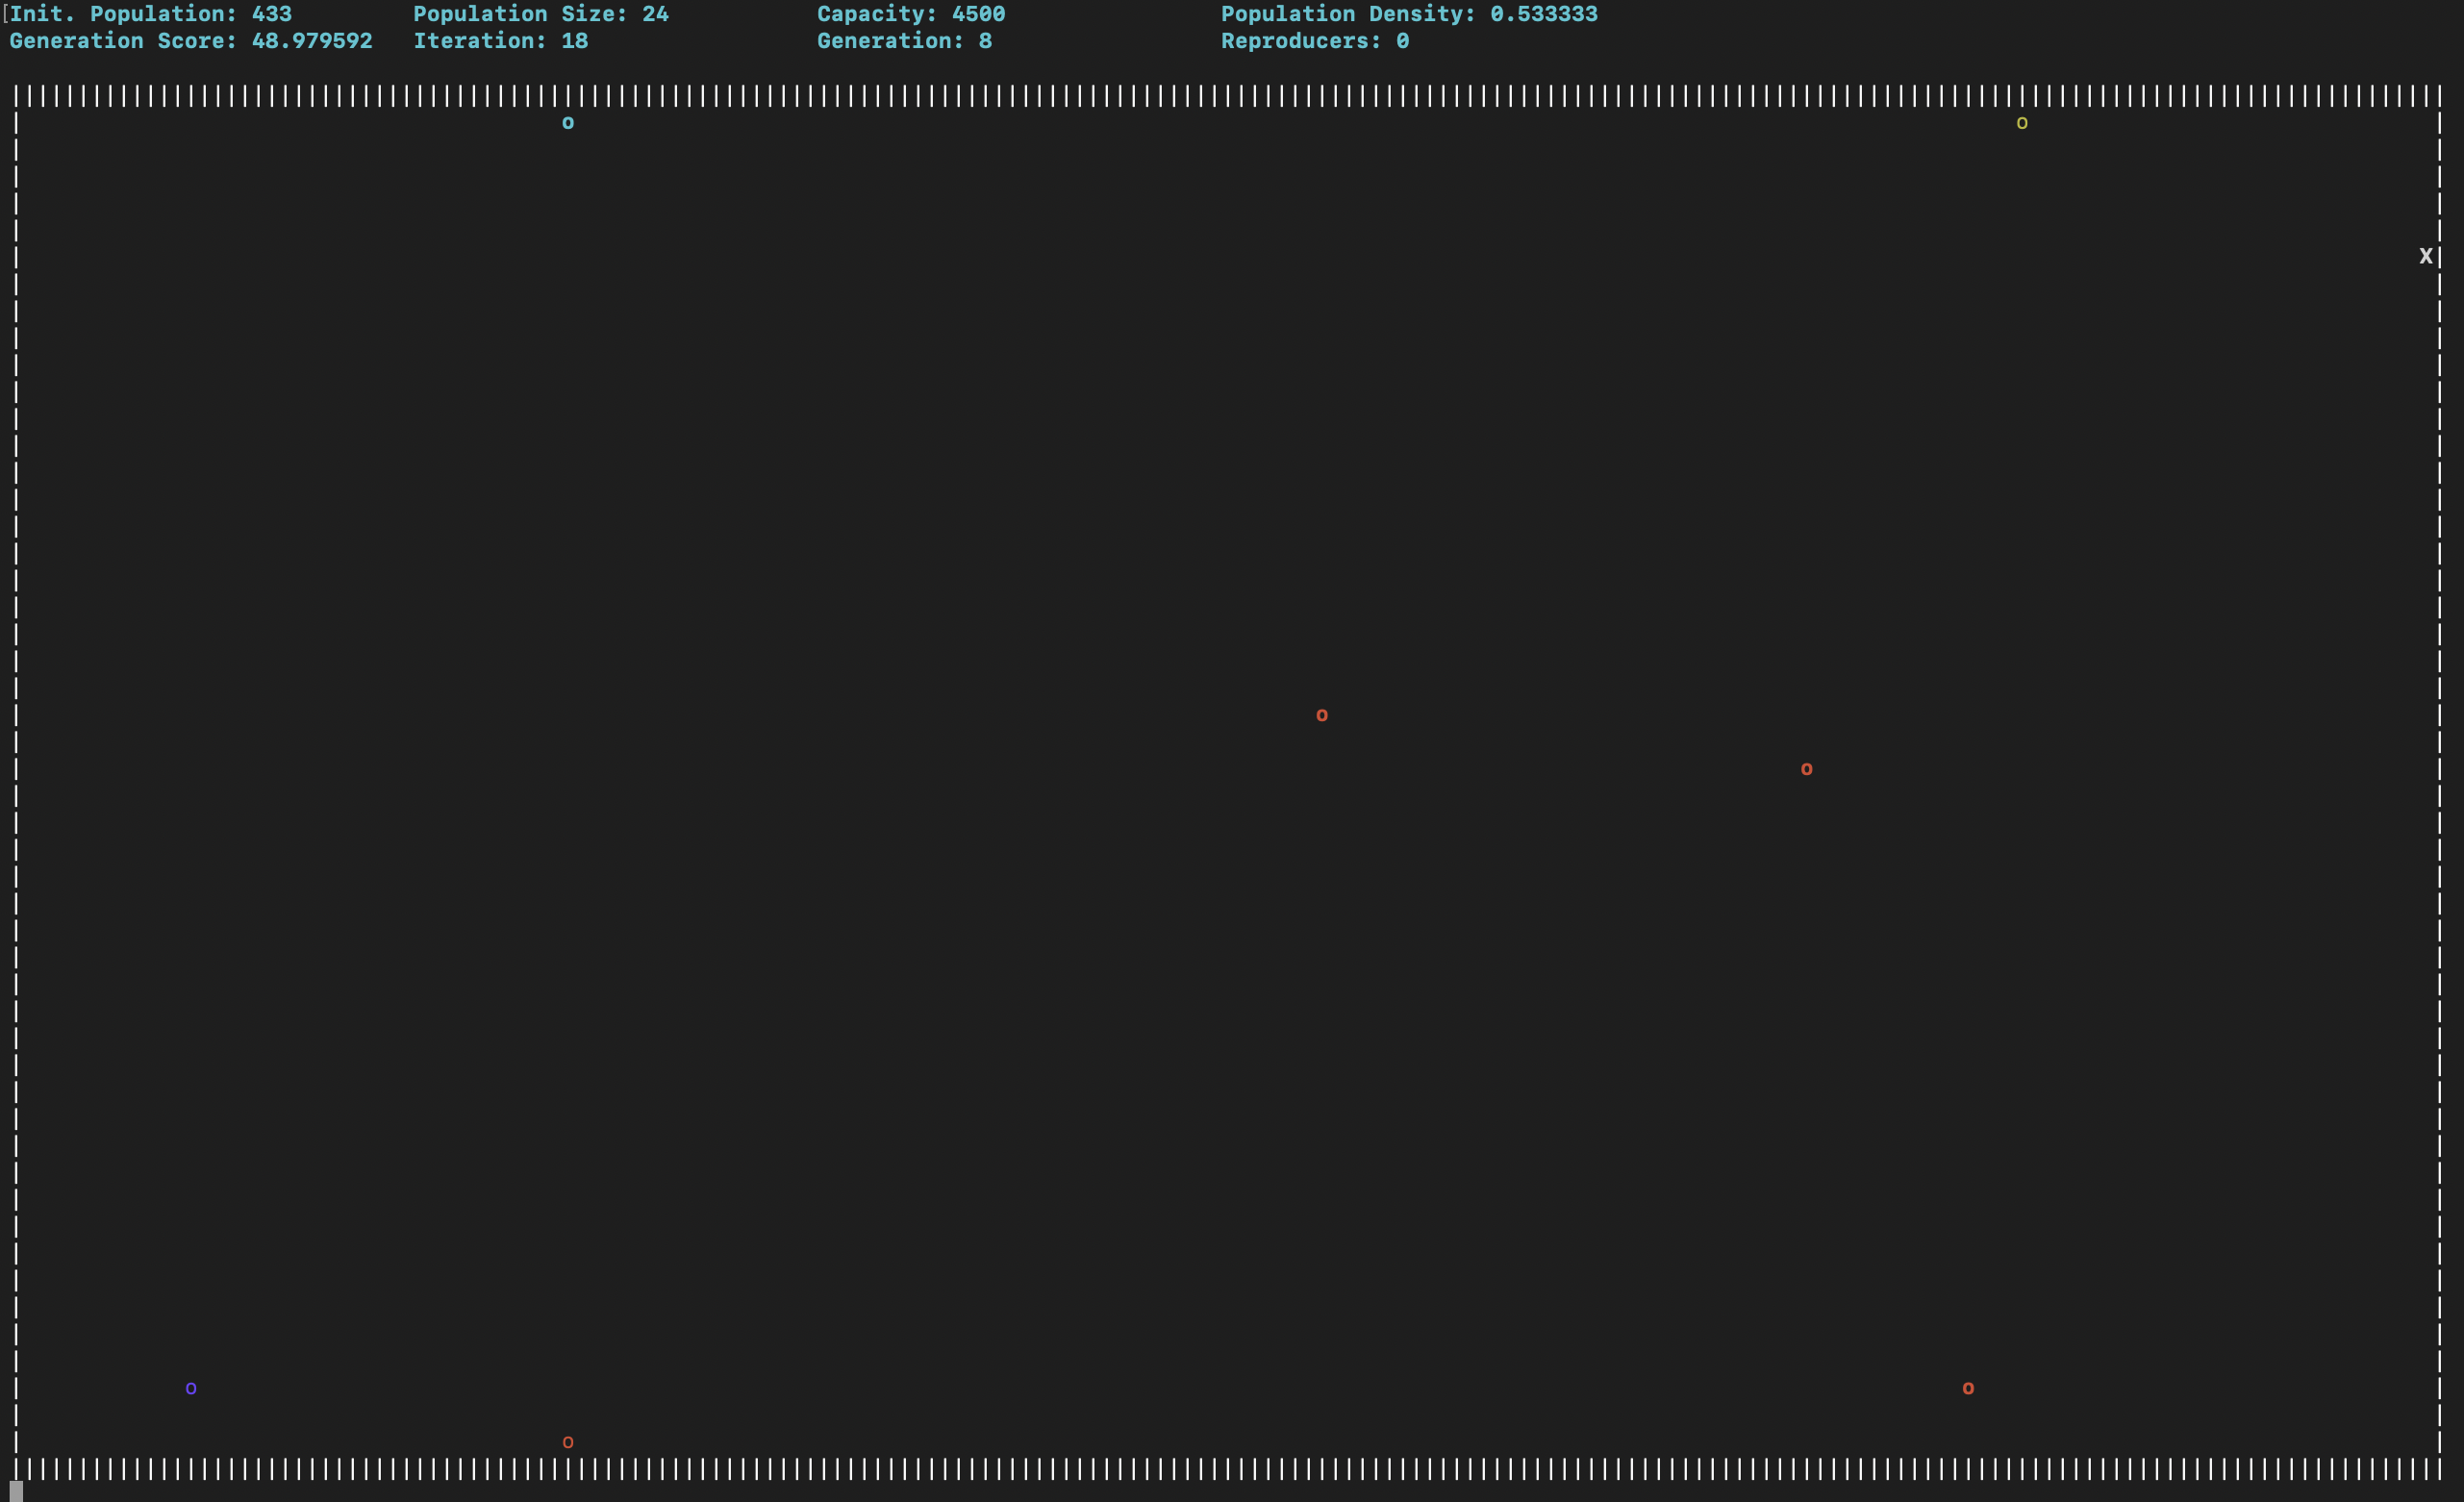 [Init. Population: 433 Population Size: 24 Capacity: 4500 Population Density: 0.533333
Generation Score: 48.979592 Iteration: 18 Generation: 8 Reproducers: 0
o o
X
o
o
o o
o